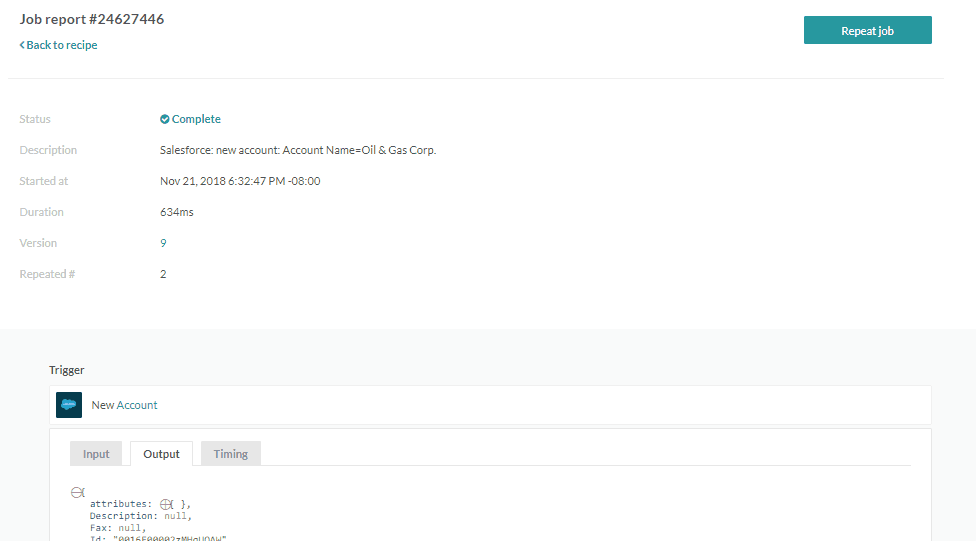 Job report #24627446
Back to recipe
Repeat job
Status Complete
Description Salesforce: new account: Account Name=Oil & Gas Corp.
Started at Nov 21, 2018 6:32:47 PM -08:00
Duration 634ms
Version 9
Repeated # 2
Trigger
New Account
Input Output Timing
{
attributes: { },
Description: null,
Fax: null,